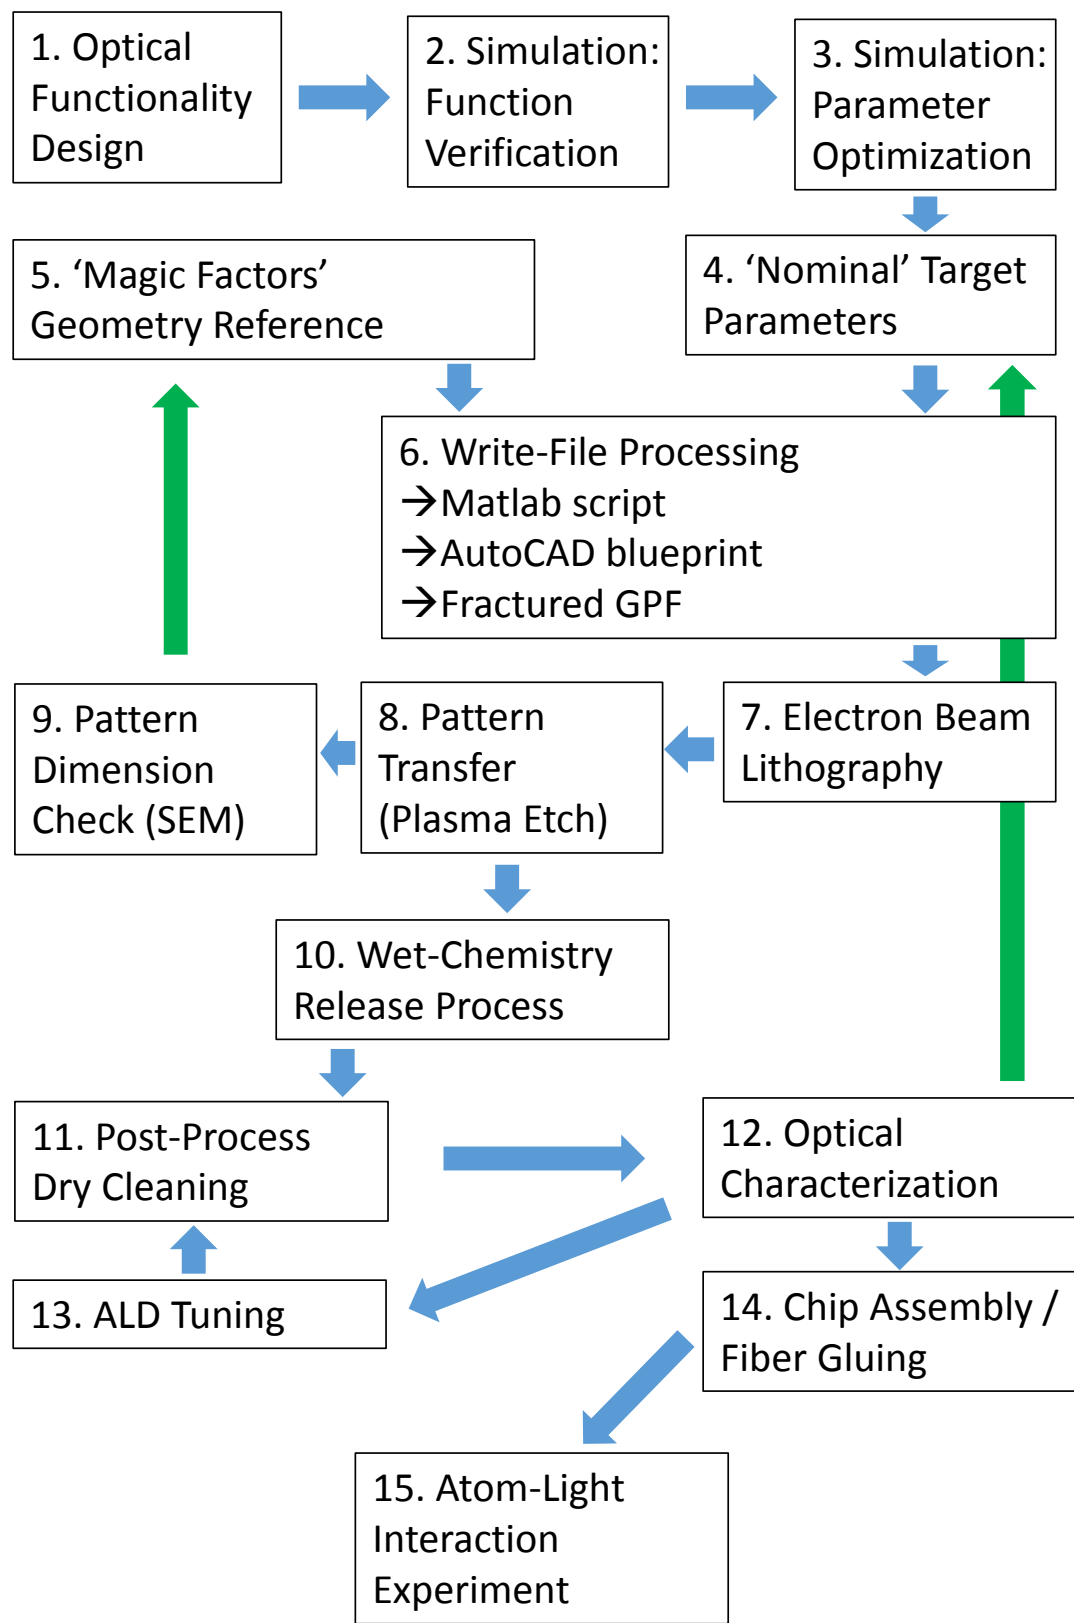 1. Optical
Functionality
Design
2. Simulation:
Function
Verification
3. Simulation:
Parameter
Optimization
4. ‘Nominal’ Target
Parameters
5. ‘Magic Factors’
Geometry Reference
6. Write-File Processing
→Matlab script
→AutoCAD blueprint
→Fractured GPF
7. Electron Beam
Lithography
8. Pattern
Transfer
(Plasma Etch)
9. Pattern
Dimension
Check (SEM)
10. Wet-Chemistry
Release Process
11. Post-Process
Dry Cleaning
12. Optical
Characterization
13. ALD Tuning
14. Chip Assembly /
Fiber Gluing
15. Atom-Light
Interaction
Experiment